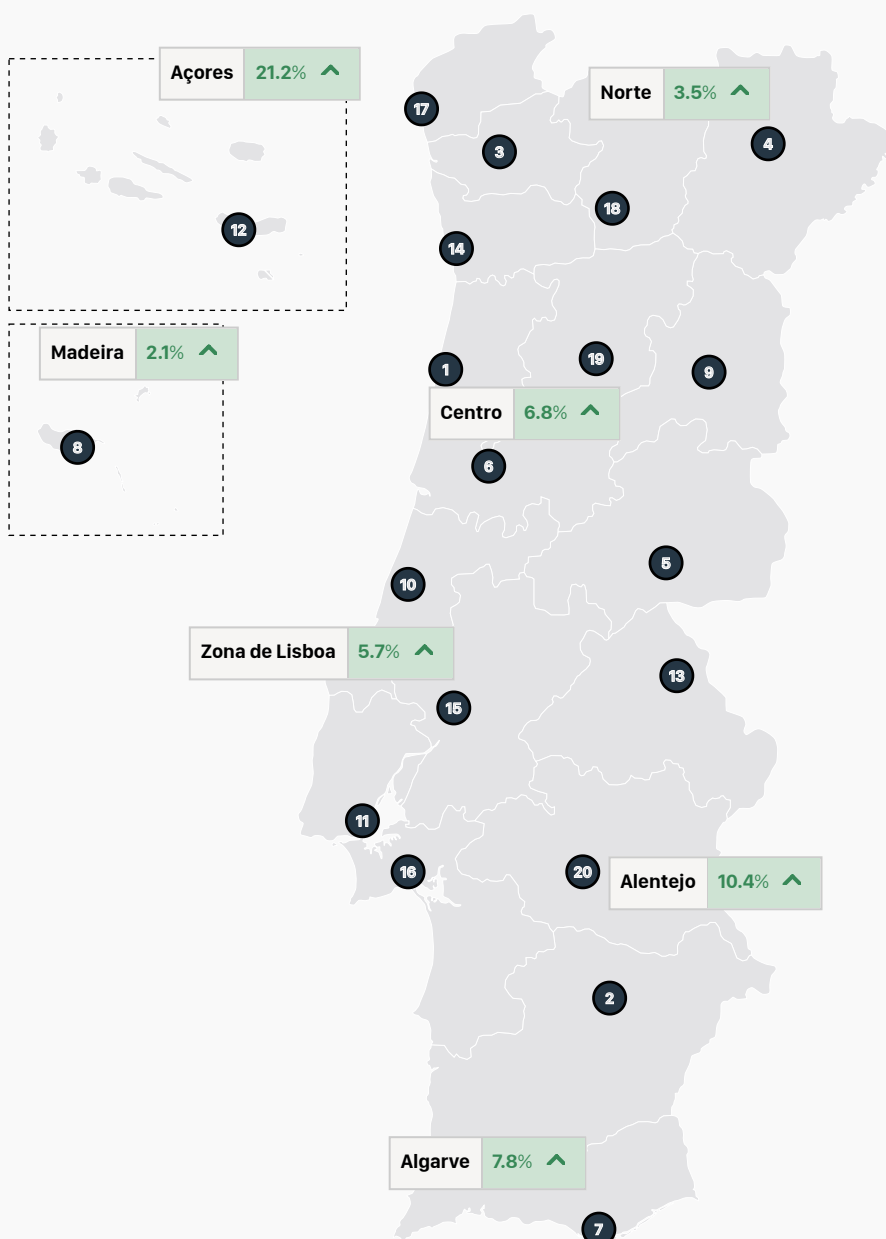 Açores 21.2%
Norte 3.5%
17
4
3
18
12
14
Madeira 2.1%
19
1
9
Centro 6.8%
8
6
5
10
Zona de Lisboa 5.7%
13
15
11
16
20
Alentejo 10.4%
2
Algarve 7.8%
7